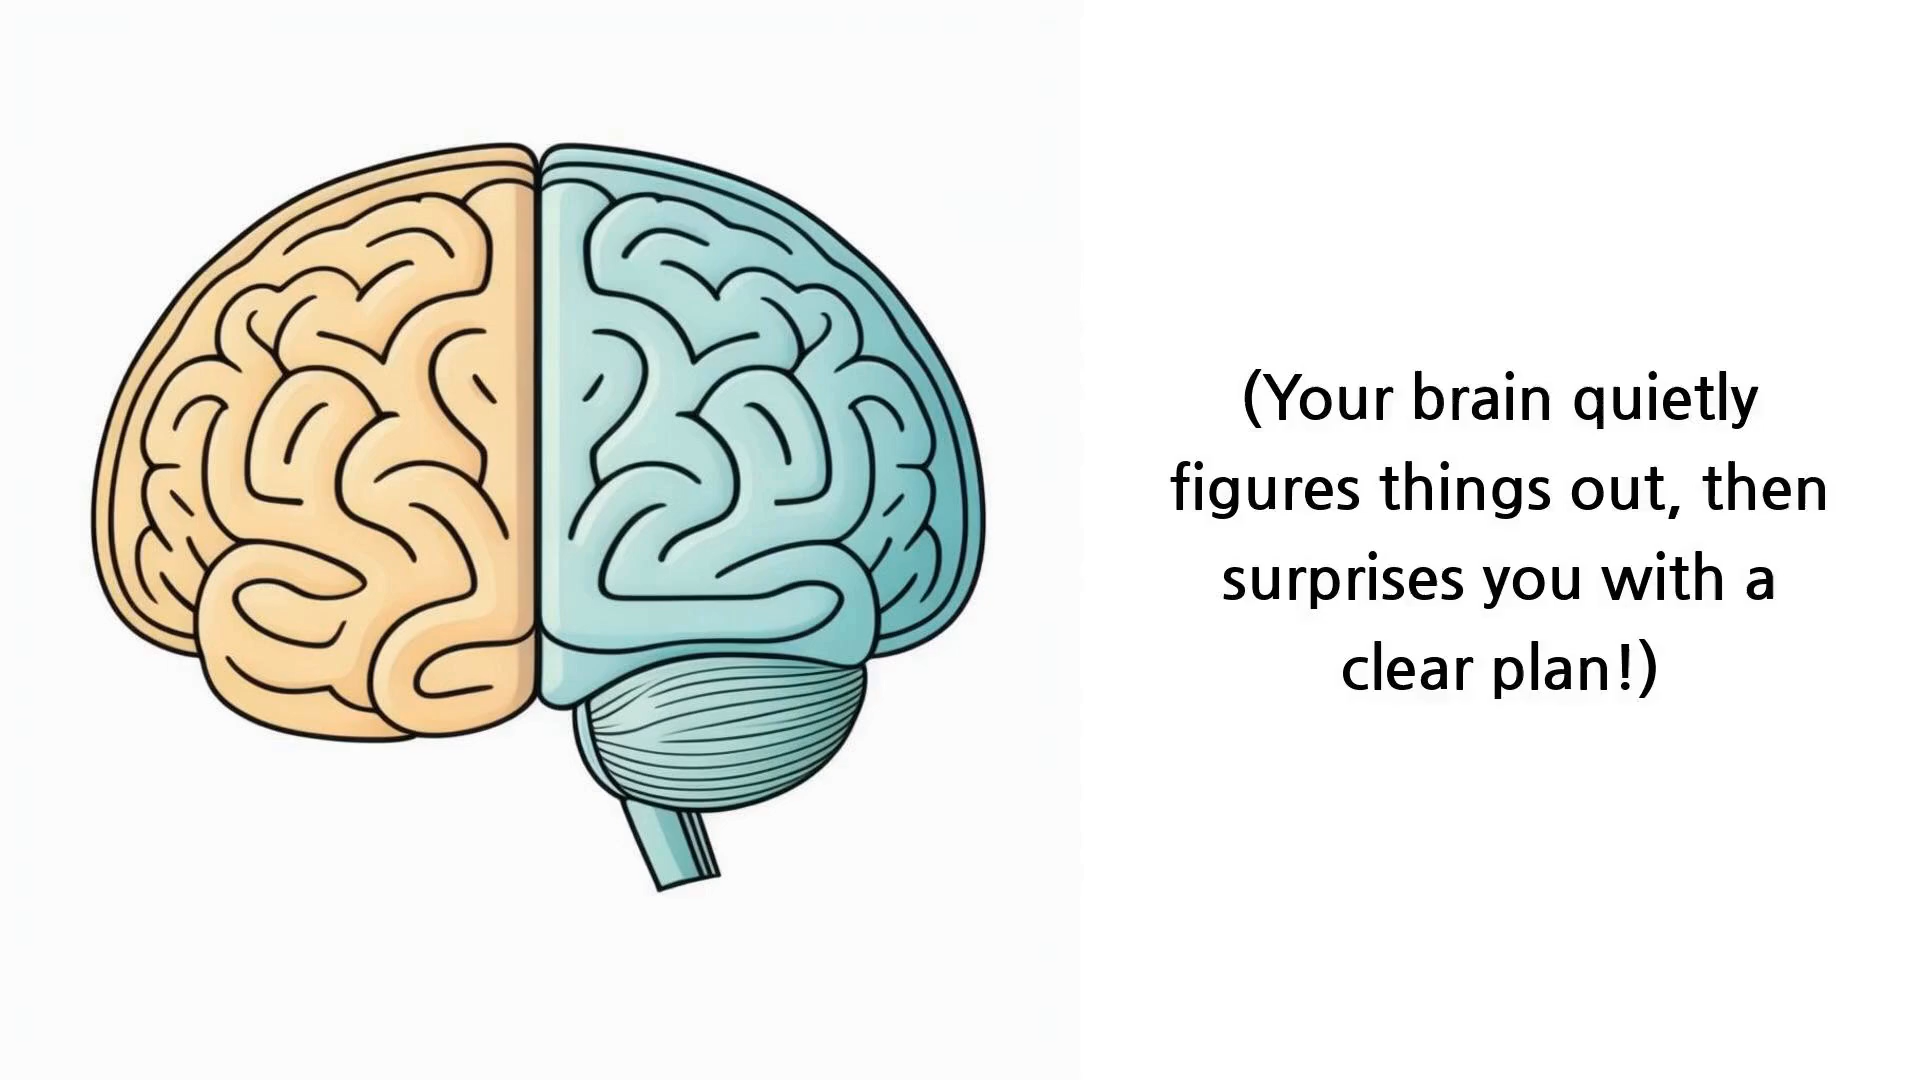 (Your brain quietly
figures things out, then
surprises you with a
clear plan!)